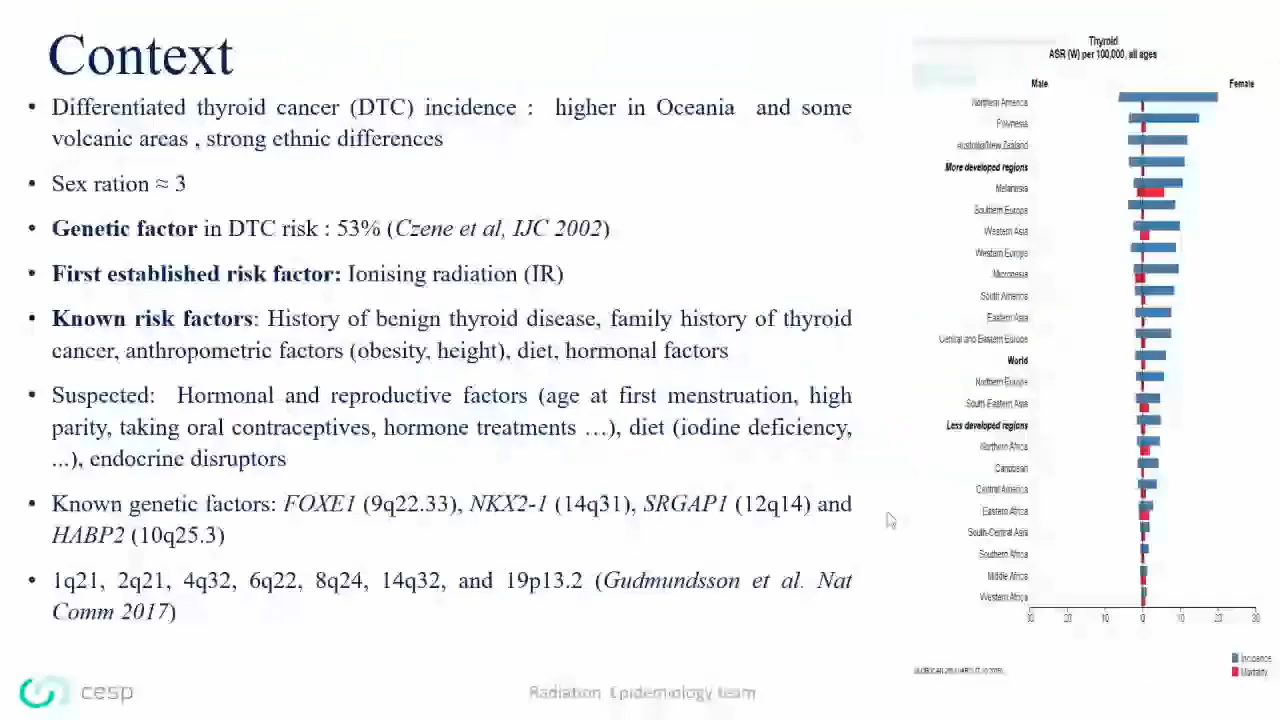 Context
• Differentiated thyroid cancer (DTC) incidence : higher in Oceania and some
volcanic areas , strong ethnic differences
• Sex ration ≈ 3
• Genetic factor in DTC risk : 53% (Czene et al, IJC 2002)
• First established risk factor: Ionising radiation (IR)
• Known risk factors: History of benign thyroid disease, family history of thyroid
cancer, anthropometric factors (obesity, height), diet, hormonal factors
• Suspected: Hormonal and reproductive factors (age at first menstruation, high
parity, taking oral contraceptives, hormone treatments …), diet (iodine deficiency,
...), endocrine disruptors
• Known genetic factors: FOXE1 (9q22.33), NKX2-1 (14q31), SRGAP1 (12q14) and
HABP2 (10q25.3)
• 1q21, 2q21, 4q32, 6q22, 8q24, 14q32, and 19p13.2 (Gudmundsson et al. Nat
Comm 2017)
Thyroid
ASR (W) per 100,000, all ages
Male Female
Northern America
Polynesia
Australia/New Zealand
More developed regions
Melanesia
Southern Europe
Western Asia
Western Europe
Micronesia
South America
Eastern Asia
Central and Eastern Europe
World
Northern Europe
South-Eastern Asia
Less developed regions
Northern Africa
Caribbean
Central America
Eastern Africa
South-Central Asia
Southern Africa
Middle Africa
Western Africa
30 20 10 0 10 20 30
Incidence
Mortality
cesp
Radiation Epidemiology team